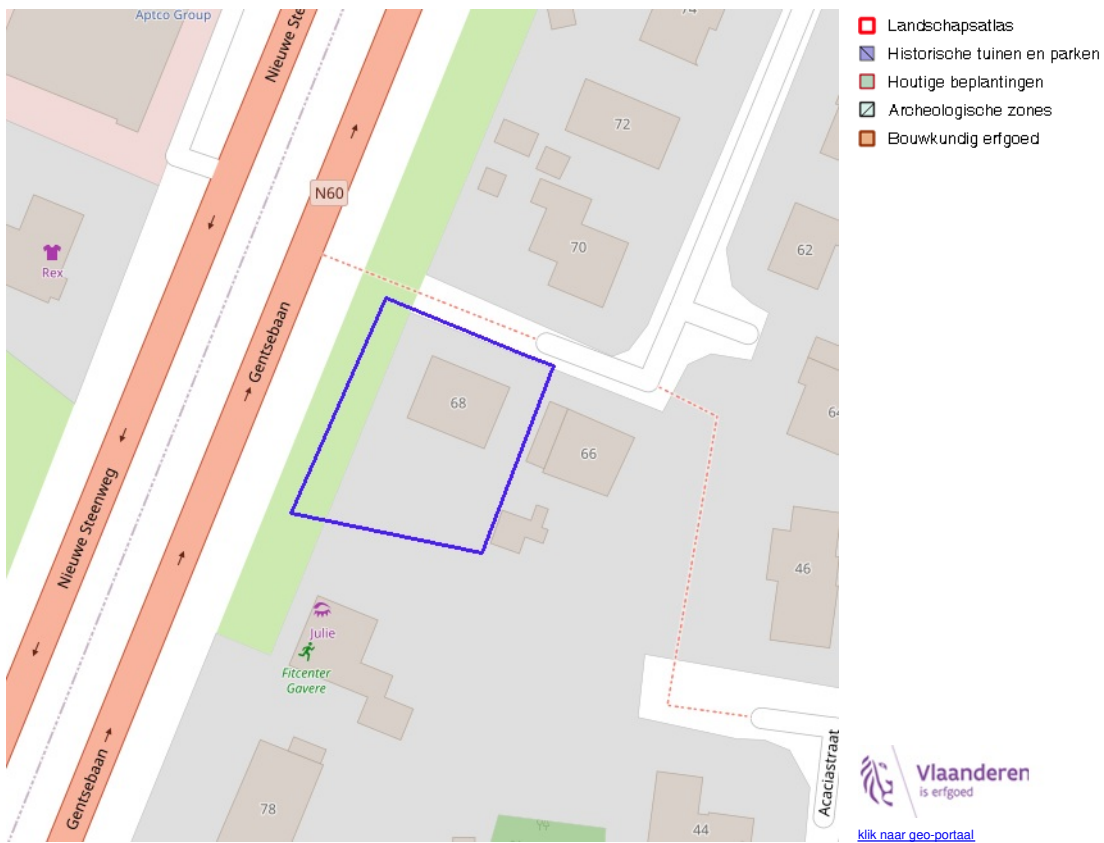 Aptco Group
Nieuwe Stee
74
72
N60
70
62
Rex
Gentsebaan
68
64
66
Nieuwe Steenweg
46
Julie
Fitcenter
Gavere
Gentsebaan
Acaciastraat
78
44
Landschapsatlas
Historische tuinen en parken
Houtige beplantingen
Archeologische zones
Bouwkundig erfgoed
Vlaanderen
is erfgoed
klik naar geo-portaal